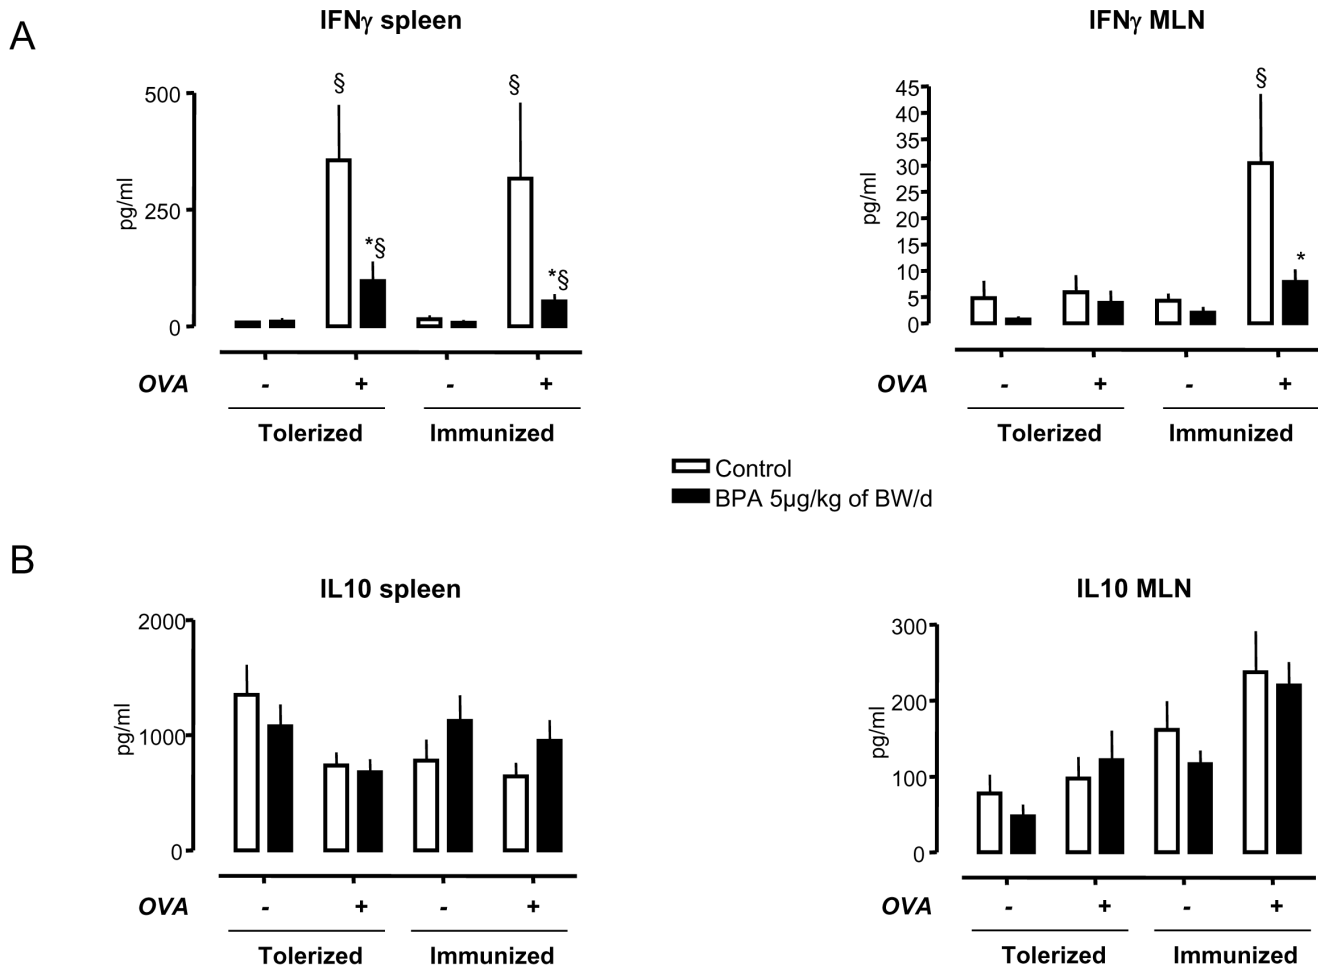 A
IFNγ spleen
§
§
500
250
0
pg/ml
*§
*§
OVA - + - +
Tolerized Immunized
IFNγ MLN
§
45
40
35
30
25
20
15
10
5
0
pg/ml
*
OVA - + - +
Tolerized Immunized
Control
BPA 5µg/kg of BW/d
B
IL10 spleen
2000
1000
0
pg/ml
OVA - + - +
Tolerized Immunized
IL10 MLN
300
200
100
0
pg/ml
OVA - + - +
Tolerized Immunized